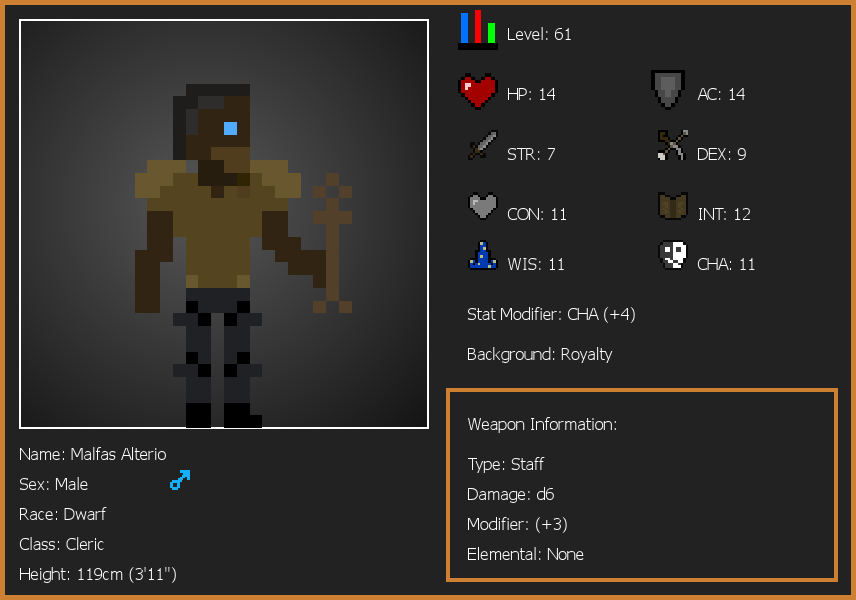 Level: 61
HP: 14
AC: 14
STR: 7
DEX: 9
CON: 11
INT: 12
WIS: 11
CHA: 11
Stat Modifier: CHA (+4)
Background: Royalty
Weapon Information:
Type: Staff
Damage: d6
Modifier: (+3)
Elemental: None
Name: Malfas Alterio
Sex: Male
Race: Dwarf
Class: Cleric
Height: 119cm (3'11")